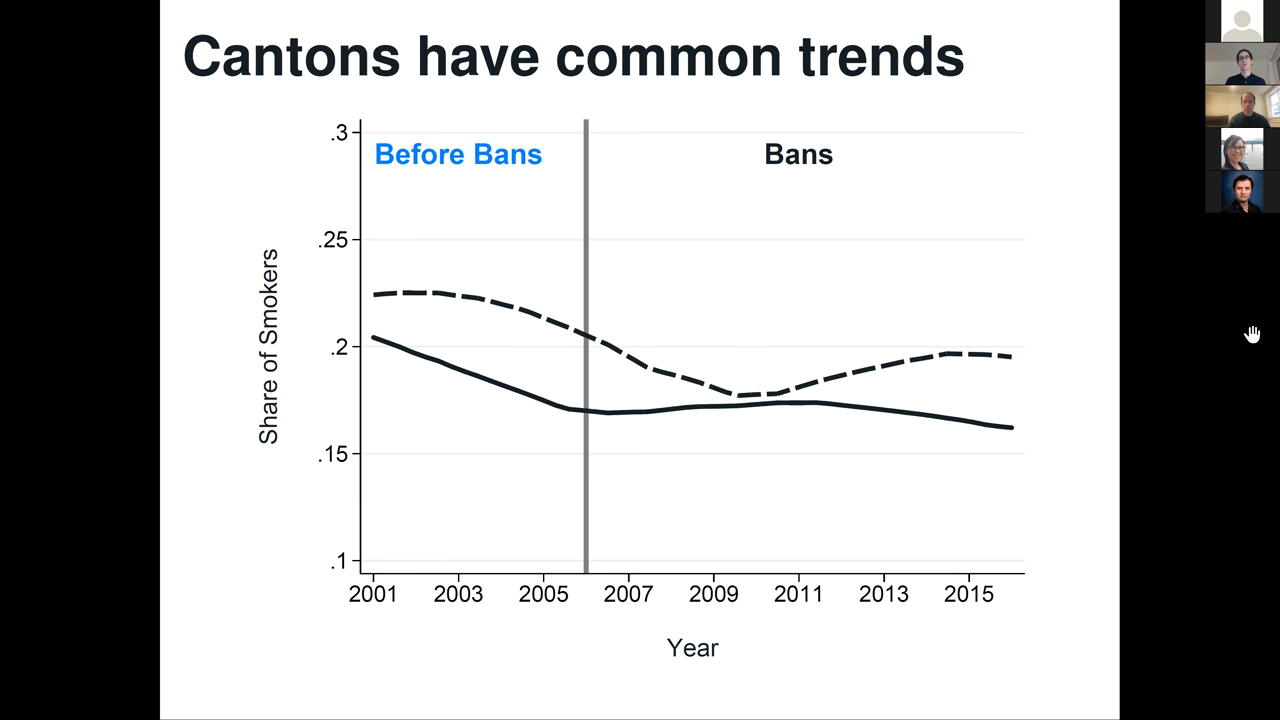 Cantons have common trends
Before Bans
Bans
.3
.25
.2
.15
.1
Share of Smokers
2001 2003 2005 2007 2009 2011 2013 2015
Year